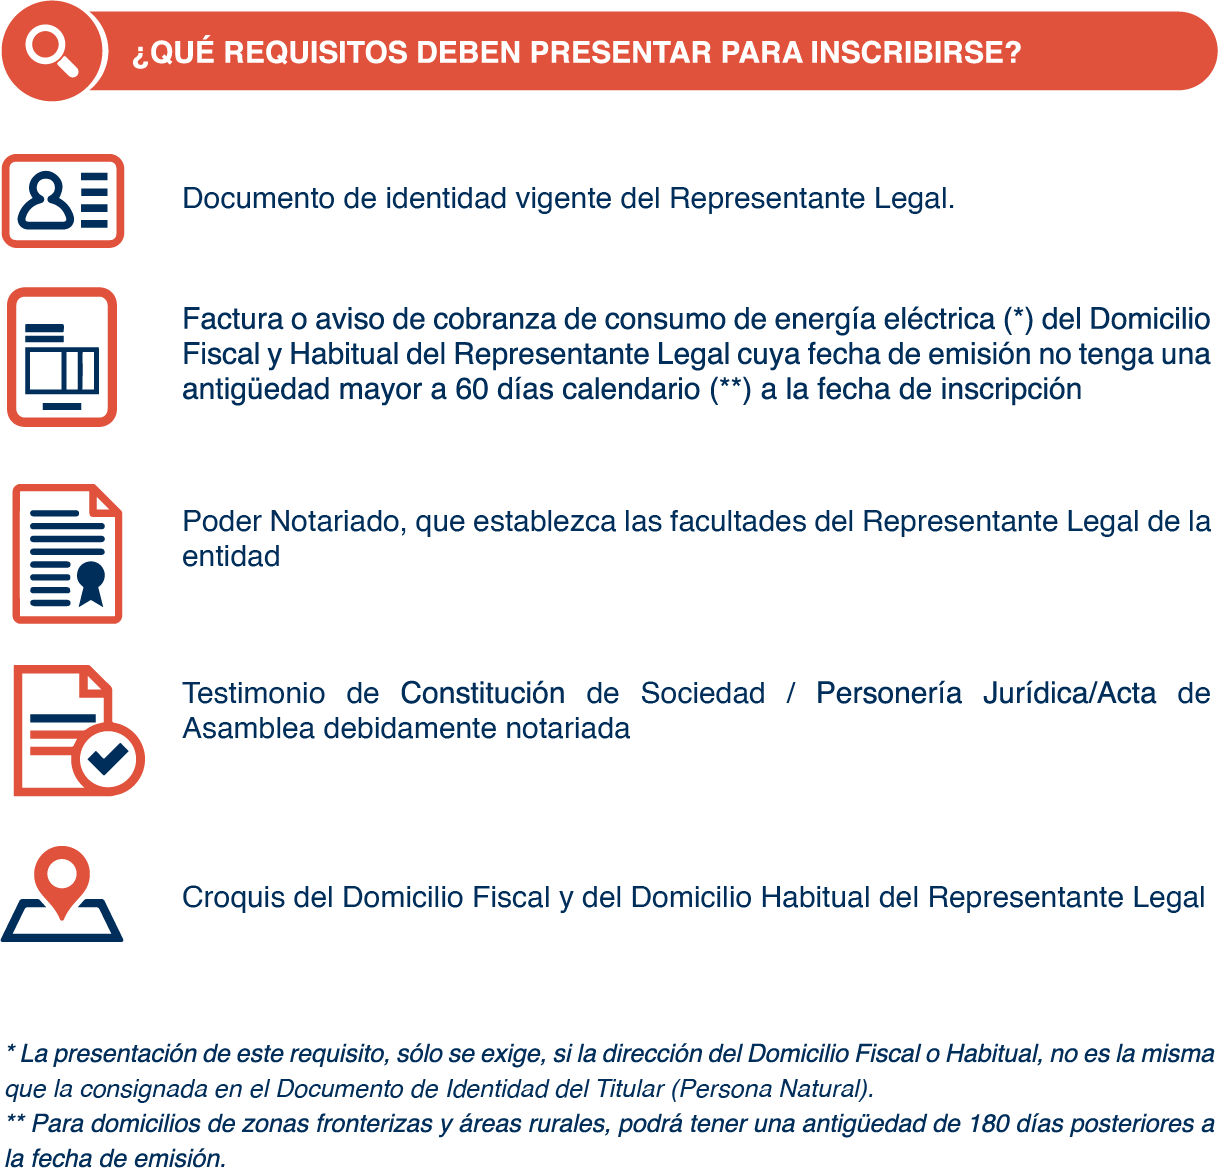 ¿QUÉ REQUISITOS DEBEN PRESENTAR PARA INSCRIBIRSE?
Documento de identidad vigente del Representante Legal.
Factura o aviso de cobranza de consumo de energía eléctrica (*) del Domicilio
Fiscal y Habitual del Representante Legal cuya fecha de emisión no tenga una
antigüedad mayor a 60 días calendario (**) a la fecha de inscripción
Poder Notariado, que establezca las facultades del Representante Legal de la
entidad
Testimonio de Constitución de Sociedad / Personería Jurídica/Acta de
Asamblea debidamente notariada
Croquis del Domicilio Fiscal y del Domicilio Habitual del Representante Legal
* La presentación de este requisito, sólo se exige, si la dirección del Domicilio Fiscal o Habitual, no es la misma
que la consignada en el Documento de Identidad del Titular (Persona Natural).
** Para domicilios de zonas fronterizas y áreas rurales, podrá tener una antigüedad de 180 días posteriores a
la fecha de emisión.